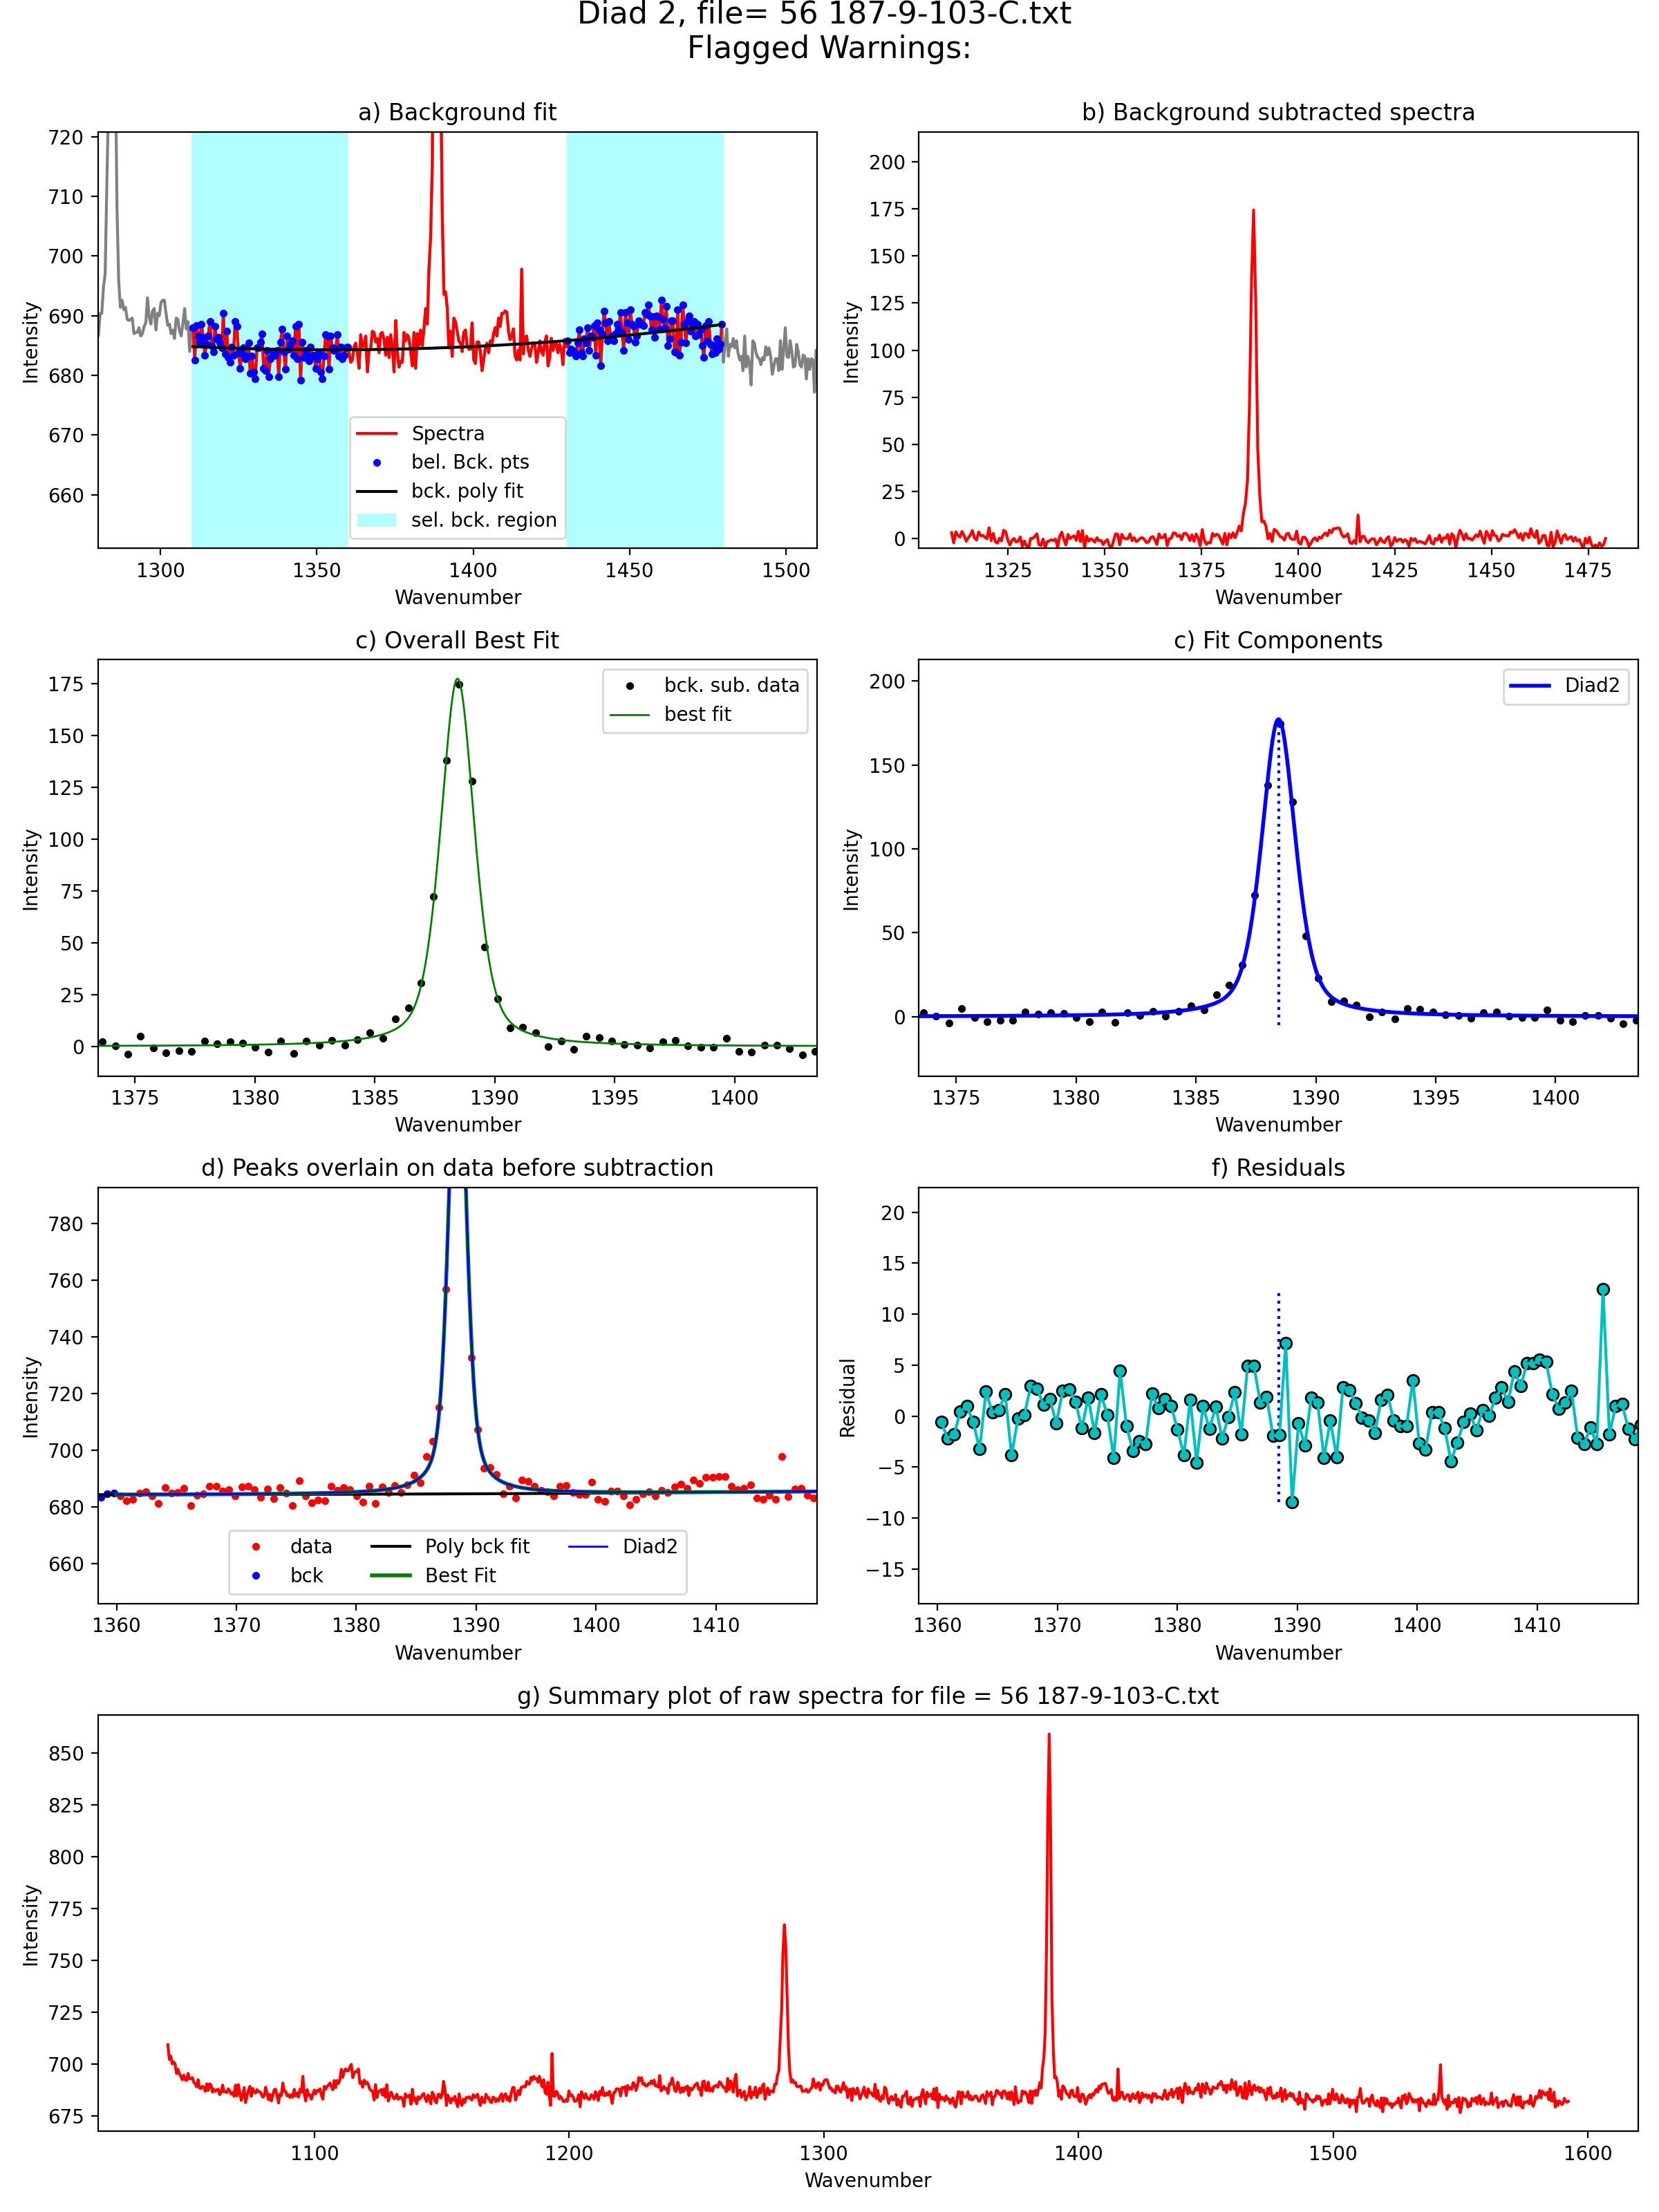 Diad 2, file= 56 187-9-103-C.txt
Flagged Warnings:
a) Background fit
720
710
700
690
680
670
660
Intensity
Spectra
bel. Bck. pts
bck. poly fit
sel. bck. region
1300 1350 1400 1450 1500
Wavenumber
b) Background subtracted spectra
200
175
150
125
100
75
50
25
0
Intensity
1325 1350 1375 1400 1425 1450 1475
Wavenumber
c) Overall Best Fit
175
150
125
100
75
50
25
0
Intensity
bck. sub. data
best fit
1375 1380 1385 1390 1395 1400
Wavenumber
c) Fit Components
200
150
100
50
0
Intensity
Diad2
1375 1380 1385 1390 1395 1400
Wavenumber
d) Peaks overlain on data before subtraction
780
760
740
720
700
680
660
Intensity
data
bck
Poly bck fit
Best Fit
Diad2
1360 1370 1380 1390 1400 1410
Wavenumber
f) Residuals
20
15
10
5
0
−5
−10
−15
Residual
1360 1370 1380 1390 1400 1410
Wavenumber
g) Summary plot of raw spectra for file = 56 187-9-103-C.txt
850
825
800
775
750
725
700
675
Intensity
1100 1200 1300 1400 1500 1600
Wavenumber